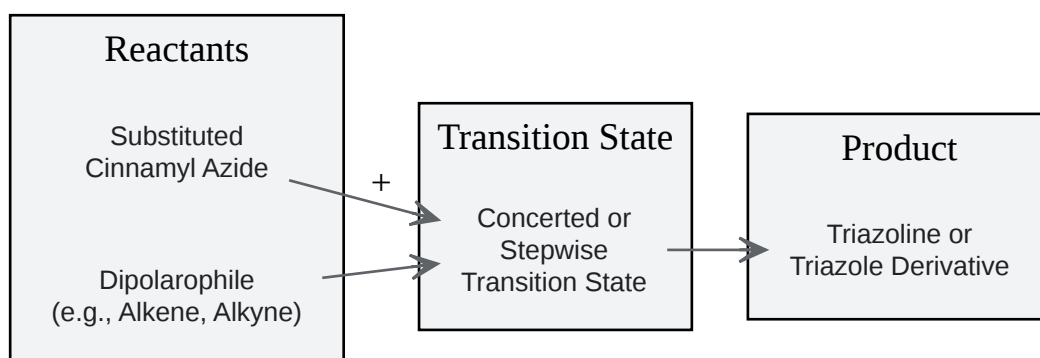 Reactants
Substituted
Cinnamyl Azide
Dipolarophile
(e.g., Alkene, Alkyne)
+
Transition State
Concerted or
Stepwise
Transition State
Product
Triazoline or
Triazole Derivative